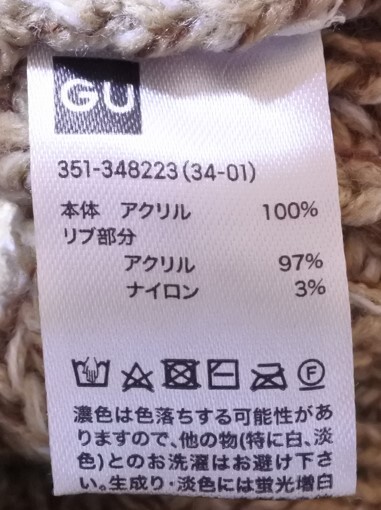 GU
351-348223(34-01)
本体 アクリル 100%
リブ部分
アクリル 97%
ナイロン 3%
F
濃色は色落ちする可能性があ
りますので、他の物(特に白、淡
色)とのお洗濯はお避け下さ
い。生成り・淡色には蛍光増白